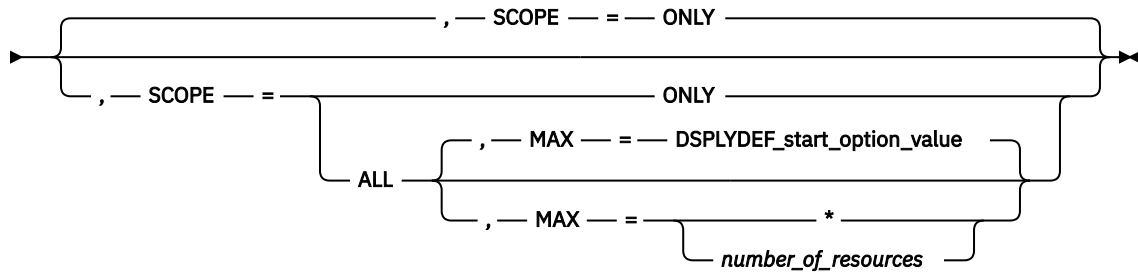 , SCOPE = ONLY
, SCOPE = ONLY
, MAX = DSPLYDEF_start_option_value
ALL
, MAX = *
number_of_resources